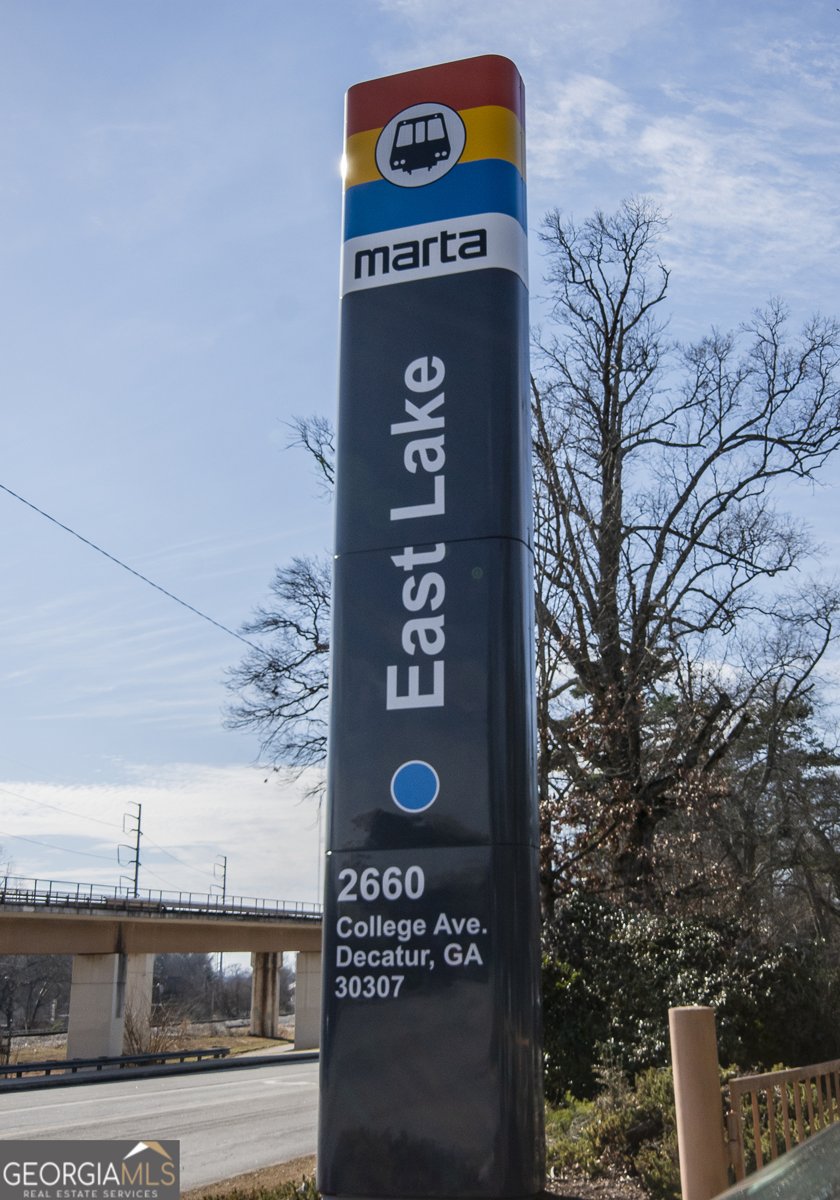 marta
East Lake
2660
College Ave.
Decatur, GA
30307
GEORGIAMLS
REAL ESTATE SERVICES